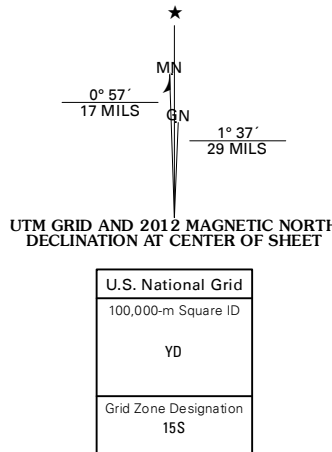 ★
MN
0° 57´
17 MILS
GN
1° 37´
29 MILS
UTM GRID AND 2012 MAGNETIC NORTH
DECLINATION AT CENTER OF SHEET
U.S. National Grid
100,000-m Square ID
YD
Grid Zone Designation
15S